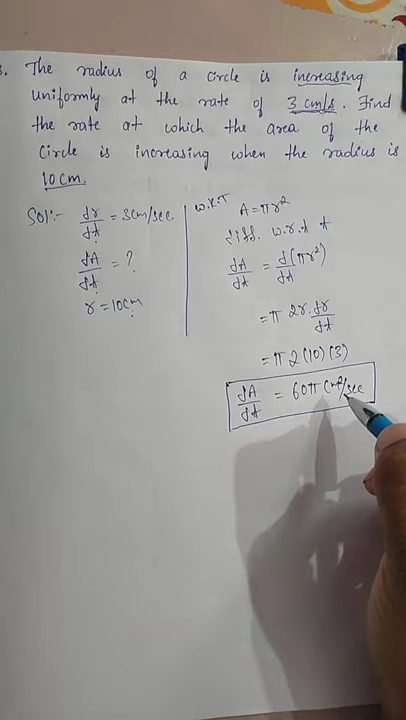 3. The radius of a circle is increasing
uniformly at the rate of 3 cm/s. Find
the rate at which the area of the
Circle is increasing when the radius is
10cm.
Sol:- dr/dt = 3cm/sec
dA/dt = ?
r = 10cm
W.K.T A = πr²
diff. w.r.t t
dA/dt = d(πr²)/dt
= π 2r. dr/dt
= π 2 (10) (3)
dA/dt = 60π cm²/sec